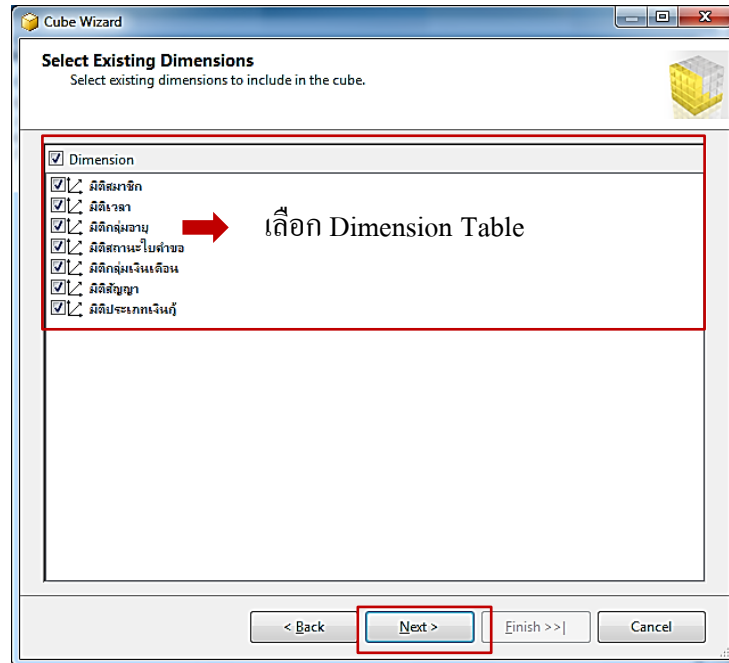 Cube Wizard
Select Existing Dimensions
Select existing dimensions to include in the cube.
Dimension
มิติสมาชิก
มิติเวลา
มิติกลุ่มอายุ
เลือก Dimension Table
มิติสถานะใบคำขอ
มิติกลุ่มเงินเดือน
มิติสัญญา
มิติประเภทเงินกู้
< Back
Next >
Finish >>|
Cancel